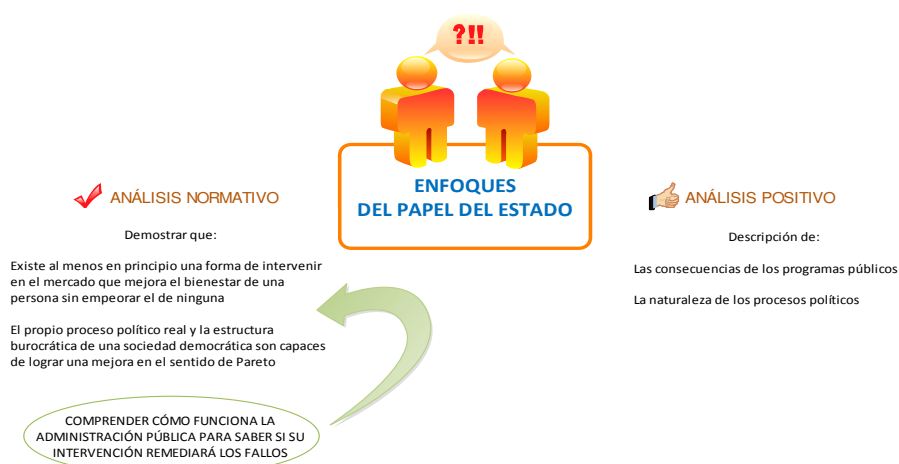 ?!!
ENFOQUES
DEL PAPEL DEL ESTADO
ANÁLISIS NORMATIVO
Demostrar que:
Existe al menos en principio una forma de intervenir
en el mercado que mejora el bienestar de una
persona sin empeorar el de ninguna
El propio proceso político real y la estructura
burocrática de una sociedad democrática son capaces
de lograr una mejora en el sentido de Pareto
COMPRENDER CÓMO FUNCIONA LA
ADMINISTRACIÓN PÚBLICA PARA SABER SI SU
INTERVENCIÓN REMEDIARÁ LOS FALLOS
ANÁLISIS POSITIVO
Descripción de:
Las consecuencias de los programas públicos
La naturaleza de los procesos políticos